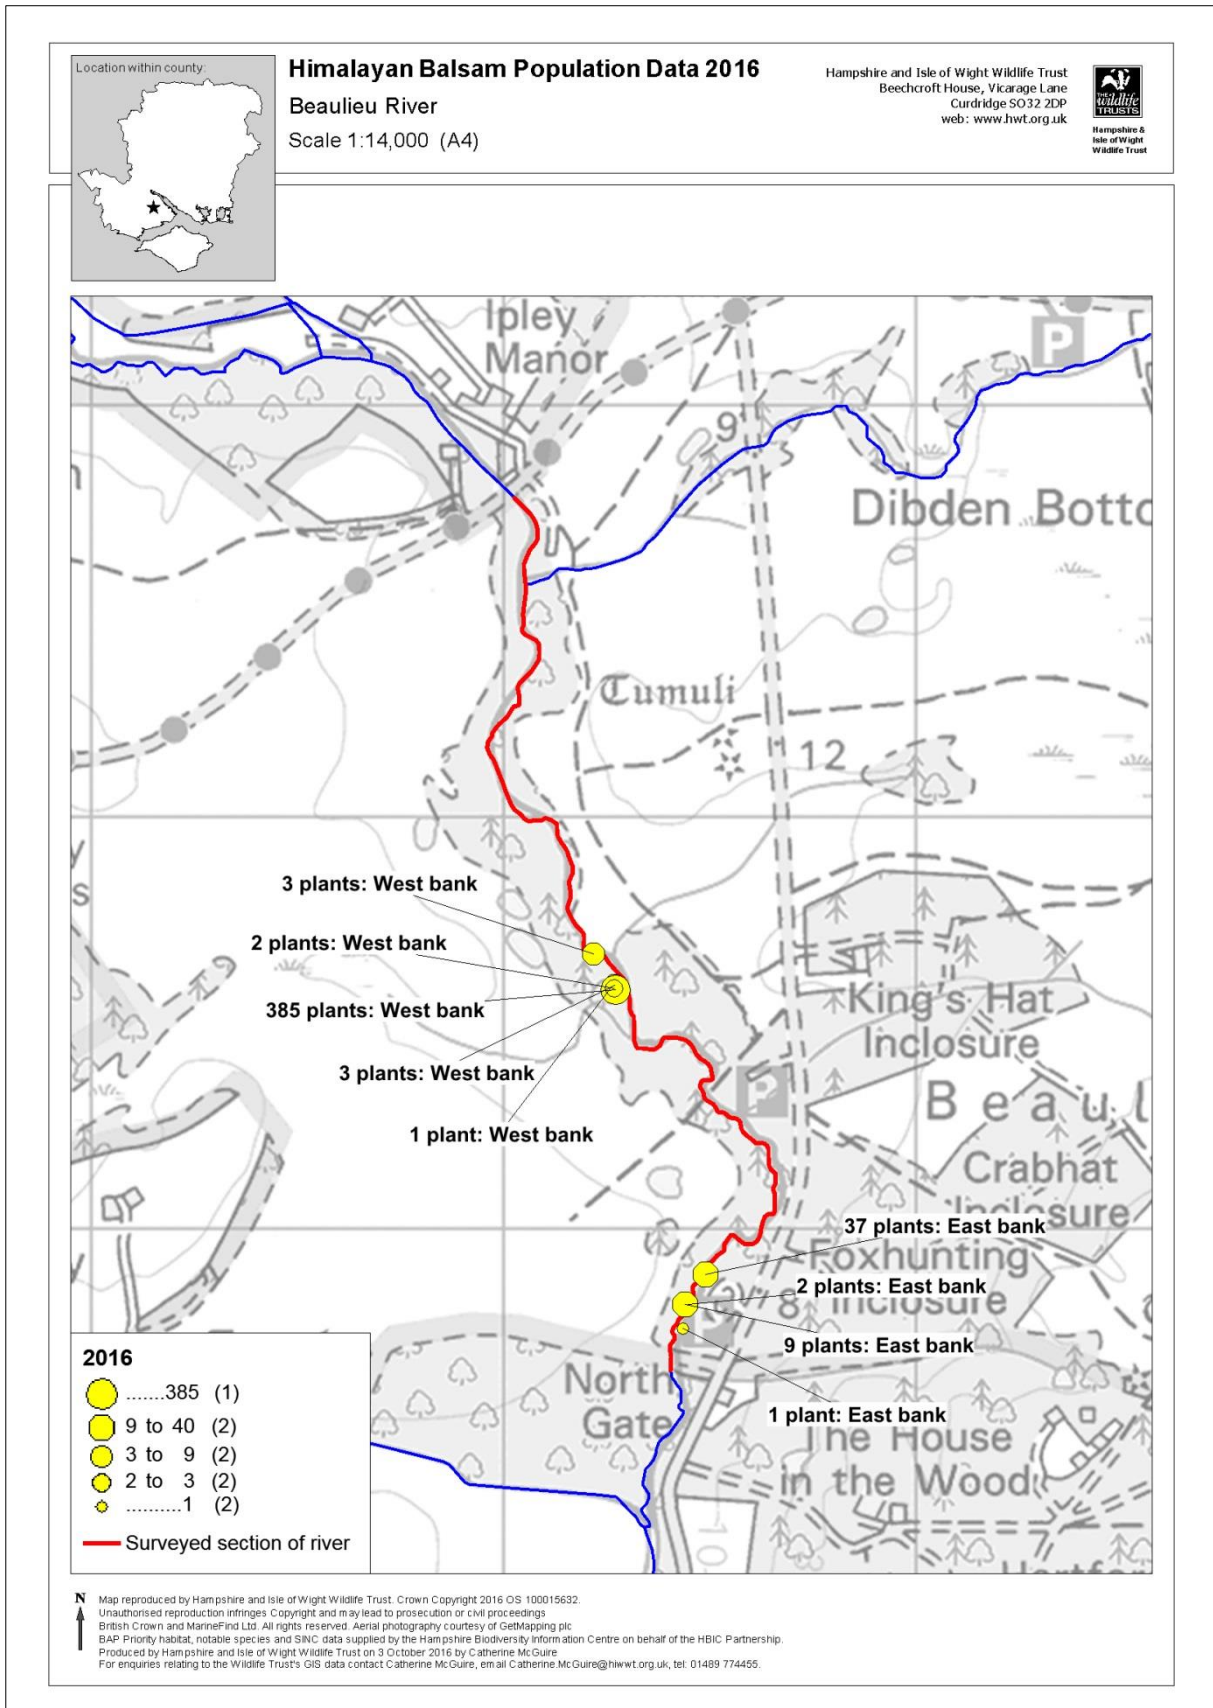 Location within county:
Himalayan Balsam Population Data 2016
Beaulieu River
Scale 1:14,000 (A4)
Hampshire and Isle of Wight Wildlife Trust
Beechcroft House, Vicarage Lane
Curdridge SO32 2DP
web: www.hwt.org.uk
THE
wildlife
TRUSTS
Hampshire &
Isle of Wight
Wildlife Trust
Ipley
Manor
P
9
Dibden Botto
Tumuli
12
s
3 plants: West bank
2 plants: West bank
385 plants: West bank
3 plants: West bank
1 plant: West bank
King's Hat
Inclosure
P
Beaul
Crabhat
Inclosure
37 plants: East bank
Foxhunting
2 plants: East bank
8 Inclosure
9 plants: East bank
1 plant: East bank
North
Gate
The House
in the Wood
10
2016
.......385 (1)
9 to 40 (2)
3 to 9 (2)
2 to 3 (2)
..........1 (2)
Surveyed section of river
N
Map reproduced by Hampshire and Isle of Wight Wildlife Trust. Crown Copyright 2016 OS 100015632.
Unauthorised reproduction infringes Copyright and may lead to prosecution or civil proceedings
British Crown and MarineFind Ltd. All rights reserved. Aerial photography courtesy of GetMapping plc
BAP Priority habitat, notable species and SINC data supplied by the Hampshire Biodiversity Information Centre on behalf of the HBIC Partnership.
Produced by Hampshire and Isle of Wight Wildlife Trust on 3 October 2016 by Catherine McGuire
For enquiries relating to the Wildlife Trust's GIS data contact Catherine McGuire, email Catherine.McGuire@hiwwt.org.uk, tel: 01489 774455.